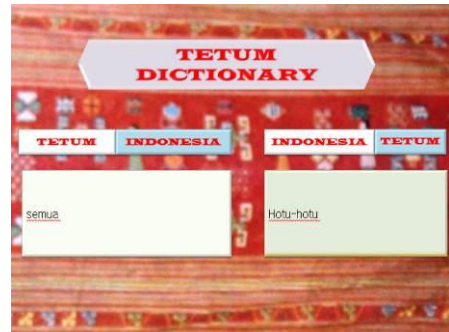 TETUM
DICTIONARY
TETUM INDONESIA
INDONESIA TETUM
semua
Hotu-hotu